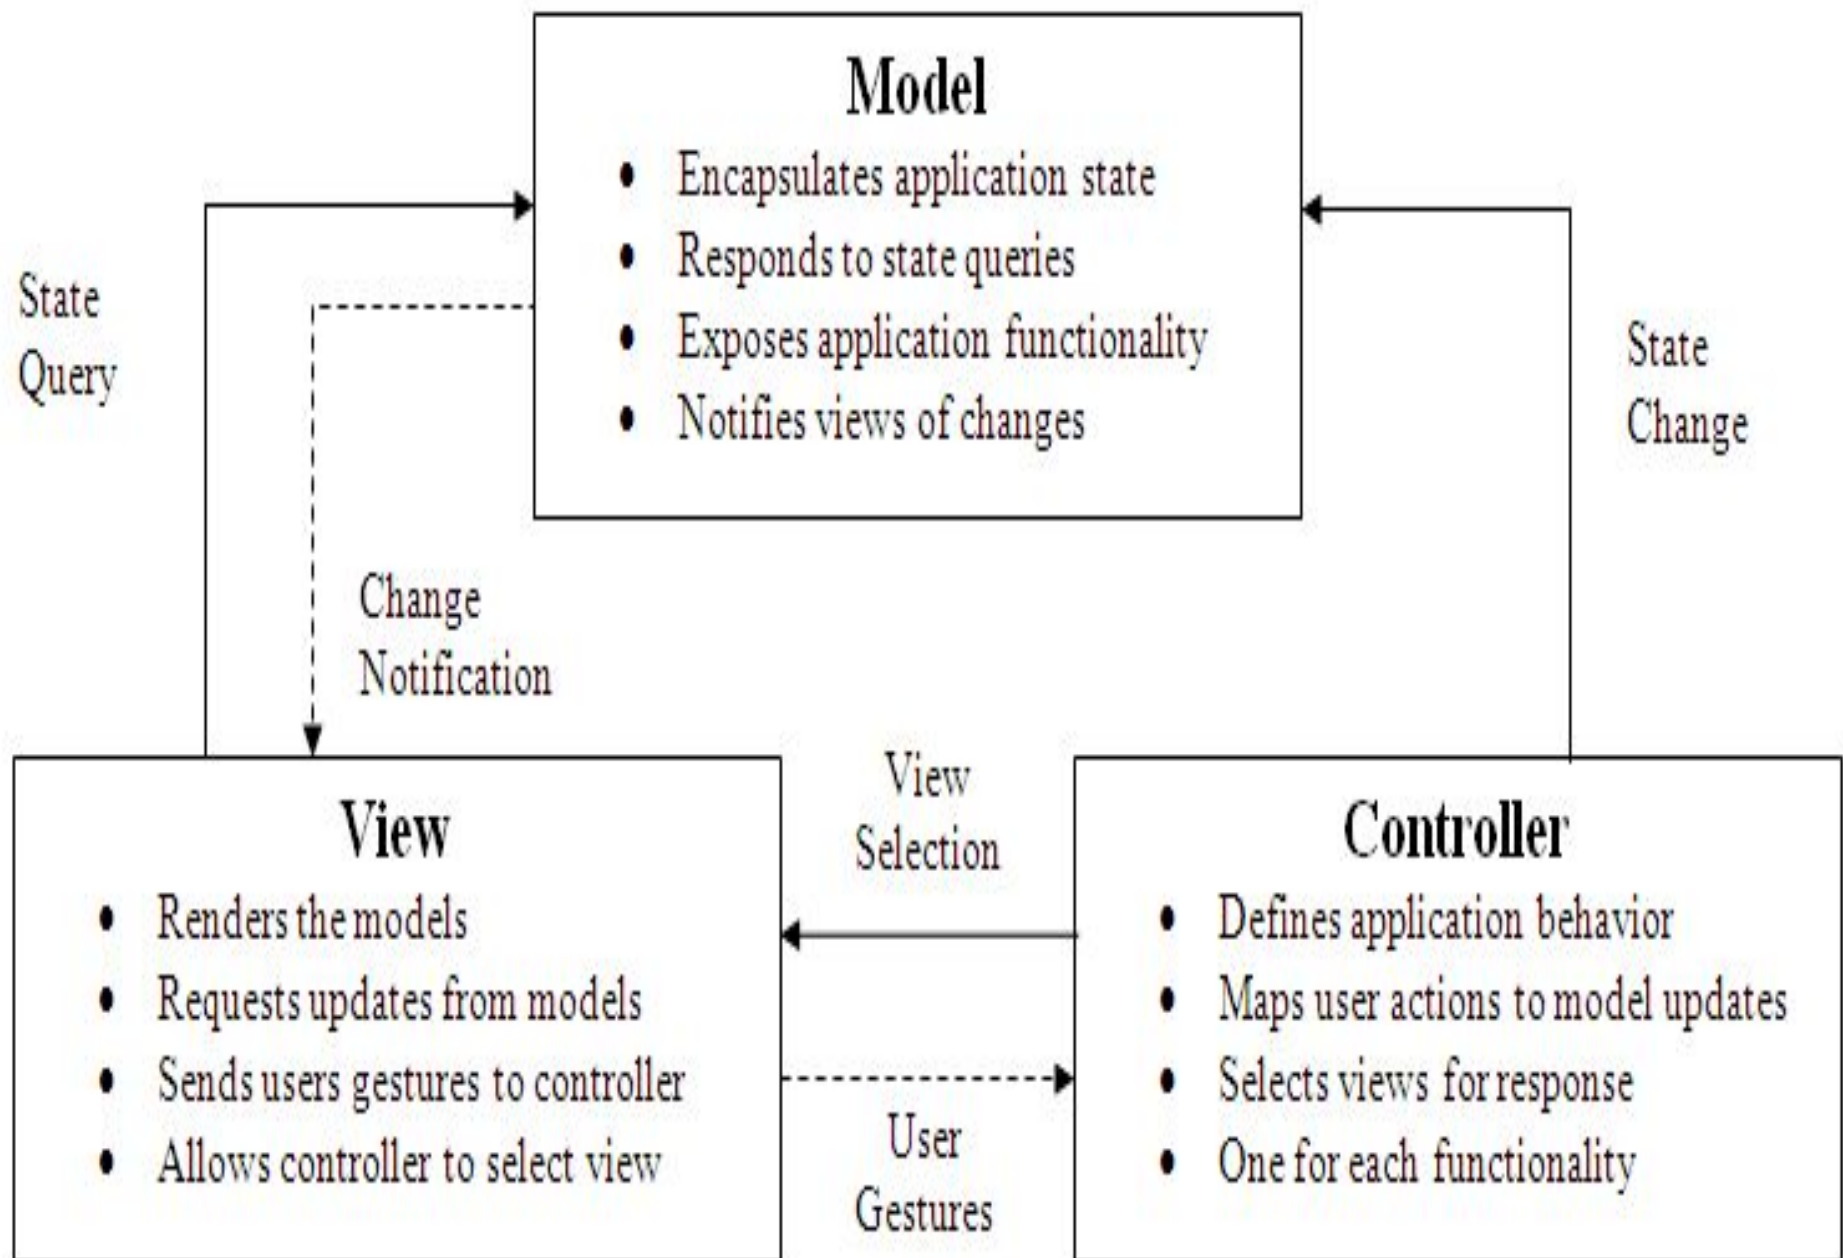 Model
• Encapsulates application state
• Responds to state queries
• Exposes application functionality
• Notifies views of changes
State
Query
State
Change
Change
Notification
View
• Renders the models
• Requests updates from models
• Sends users gestures to controller
• Allows controller to select view
View
Selection
User
Gestures
Controller
• Defines application behavior
• Maps user actions to model updates
• Selects views for response
• One for each functionality